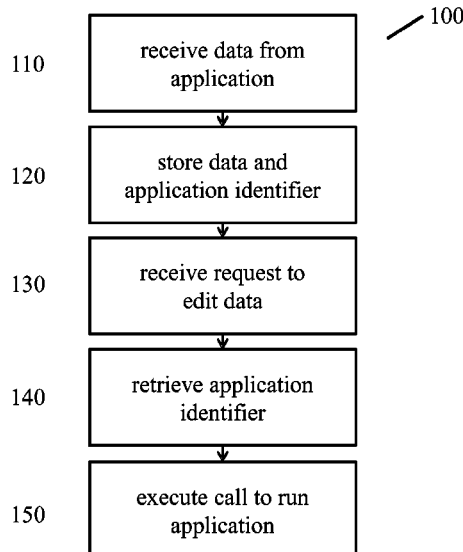 100
110
receive data from
application
120
store data and
application identifier
130
receive request to
edit data
140
retrieve application
identifier
150
execute call to run
application